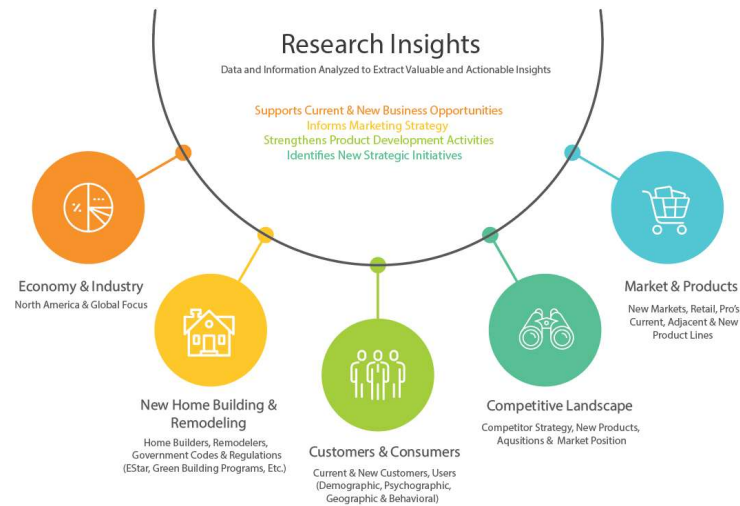 Research Insights
Data and Information Analyzed to Extract Valuable and Actionable Insights
Supports Current & New Business Opportunities
Informs Marketing Strategy
Strengthens Product Development Activities
Identifies New Strategic Initiatives
%
Economy & Industry
North America & Global Focus
New Home Building &
Remodeling
Home Builders, Remodelers,
Government Codes & Regulations
(EStar, Green Building Programs, Etc.)
Customers & Consumers
Current & New Customers, Users
(Demographic, Psychographic,
Geographic & Behavioral)
Competitive Landscape
Competitor Strategy, New Products,
Aqusitions & Market Position
Market & Products
New Markets, Retail, Pro's
Current, Adjacent & New
Product Lines